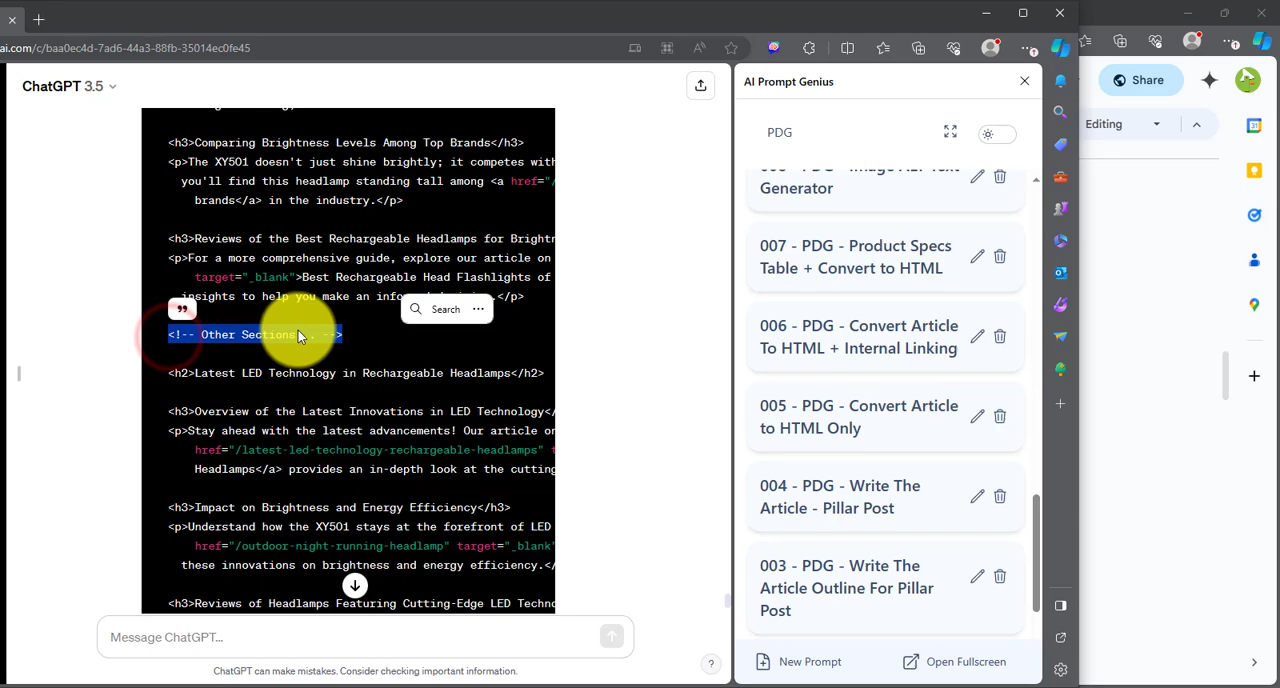 ai.com/c/baa0ec4d-7ad6-44a3-88fb-35014ec0fe45
ChatGPT 3.5
<h3>Comparing Brightness Levels Among Top Brands</h3>
<p>The XY501 doesn't just shine brightly; it competes with
you'll find this headlamp standing tall among <a href="/
brands</a> in the industry.</p>
<h3>Reviews of the Best Rechargeable Headlamps for Brightn
<p>For a more comprehensive guide, explore our article on
target="_blank">Best Rechargeable Head Flashlights of
insights to help you make an info d decision.</p>
Search
<!-- Other Sections... -->
<h2>Latest LED Technology in Rechargeable Headlamps</h2>
<h3>Overview of the Latest Innovations in LED Technology</
<p>Stay ahead with the latest advancements! Our article on
href="/latest-led-technology-rechargeable-headlamps" t
Headlamps</a> provides an in-depth look at the cutting
<h3>Impact on Brightness and Energy Efficiency</h3>
<p>Understand how the XY501 stays at the forefront of LED
href="/outdoor-night-running-headlamp" target="_blank"
these innovations on brightness and energy efficiency.</
<h3>Reviews of Headlamps Featuring Cutting-Edge LED Techno
Message ChatGPT...
ChatGPT can make mistakes. Consider checking important information.
?
AI Prompt Genius
PDG
Generator
007 - PDG - Product Specs
Table + Convert to HTML
006 - PDG - Convert Article
To HTML + Internal Linking
005 - PDG - Convert Article
to HTML Only
004 - PDG - Write The
Article - Pillar Post
003 - PDG - Write The
Article Outline For Pillar
Post
New Prompt
Open Fullscreen
Share
Editing